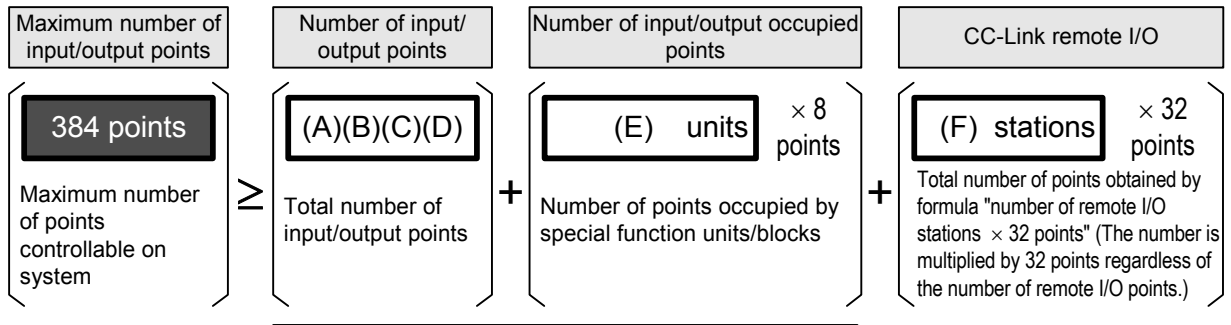 Maximum number of
input/output points
384 points
Maximum number
of points
controllable on
system
≥
Number of input/
output points
(A)(B)(C)(D)
Total number of
input/output points
+
Number of input/output occupied
points
(E) units
× 8
points
Number of points occupied by
special function units/blocks
+
CC-Link remote I/O
(F) stations
× 32
points
Total number of points obtained by
formula "number of remote I/O
stations × 32 points" (The number is
multiplied by 32 points regardless of
the number of remote I/O points.)